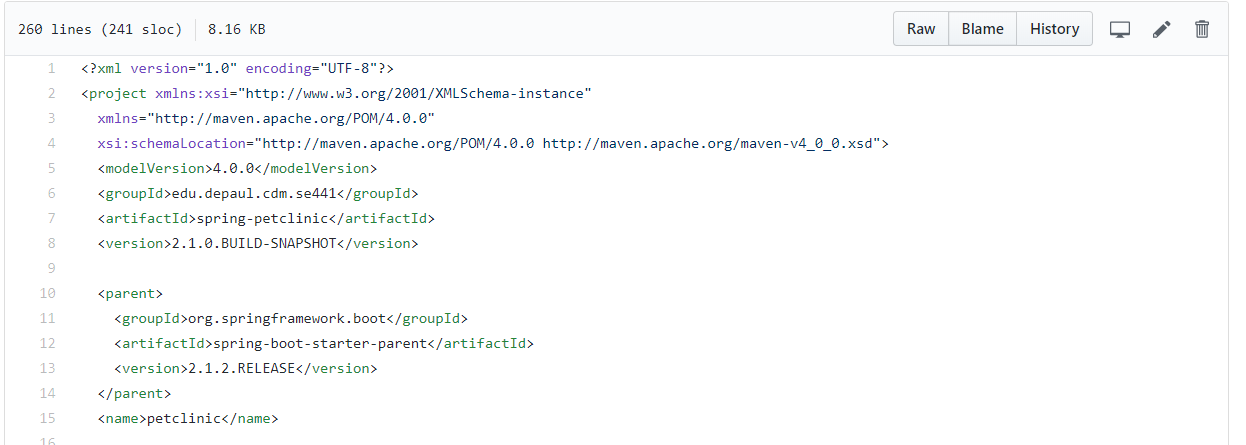 260 lines (241 sloc) 8.16 KB Raw Blame History
1 <?xml version="1.0" encoding="UTF-8"?>
2 <project xmlns:xsi="http://www.w3.org/2001/XMLSchema-instance"
3 xmlns="http://maven.apache.org/POM/4.0.0"
4 xsi:schemaLocation="http://maven.apache.org/POM/4.0.0 http://maven.apache.org/maven-v4_0_0.xsd">
5 <modelVersion>4.0.0</modelVersion>
6 <groupId>edu.depaul.cdm.se441</groupId>
7 <artifactId>spring-petclinic</artifactId>
8 <version>2.1.0.BUILD-SNAPSHOT</version>
9
10 <parent>
11 <groupId>org.springframework.boot</groupId>
12 <artifactId>spring-boot-starter-parent</artifactId>
13 <version>2.1.2.RELEASE</version>
14 </parent>
15 <name>petclinic</name>
16